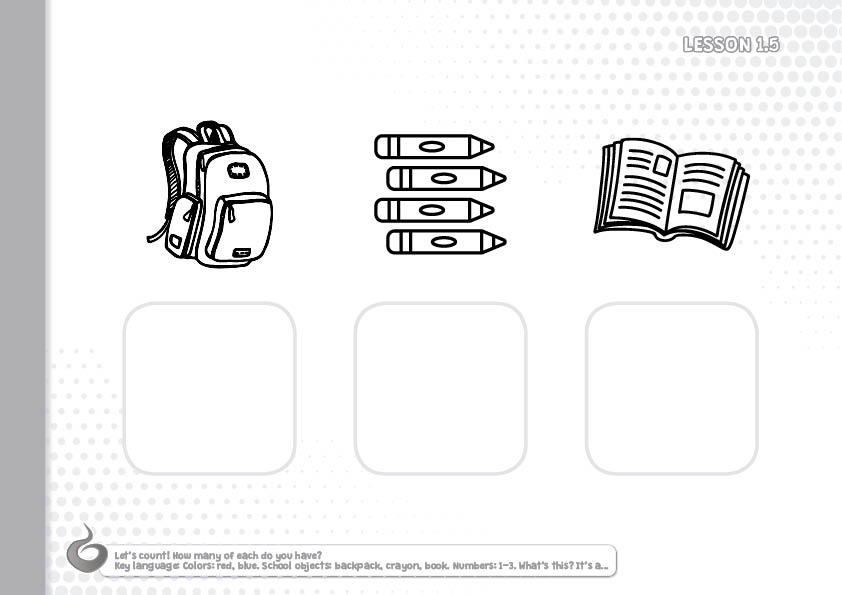 LESSON 1.5
Let's count! How many of each do you have?
Key language: Colors: red, blue. School objects: backpack, crayon, book. Numbers: 1-3. What's this? It's a...